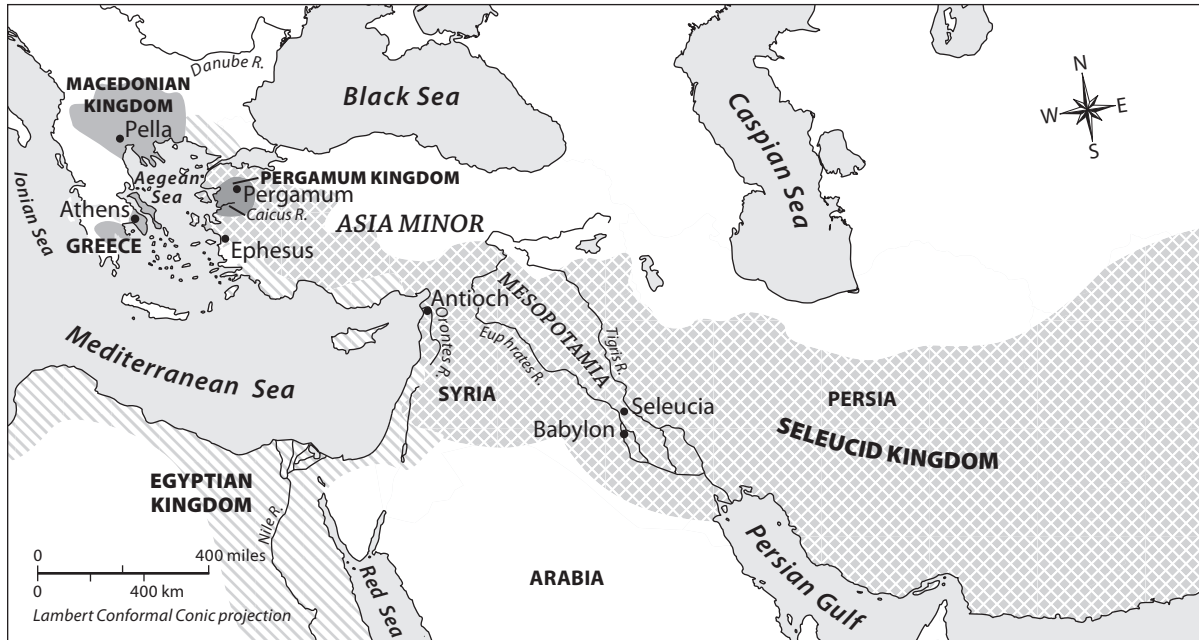 Danube R.
MACEDONIAN
KINGDOM
Pella
Black Sea
Caspian Sea
N
W
E
S
Ionian Sea
Aegean
Sea
PERGAMUM KINGDOM
Pergamum
Caicus R.
Athens
GREECE
ASIA MINOR
Ephesus
Antioch
Orontes R.
MESOPOTAMIA
Tigris R.
Euphrates R.
Mediterranean Sea
SYRIA
PERSIA
Seleucia
SELEUCID KINGDOM
Babylon
EGYPTIAN
KINGDOM
Nile R.
Red Sea
ARABIA
Persian Gulf
0
400 miles
0
400 km
Lambert Conformal Conic projection